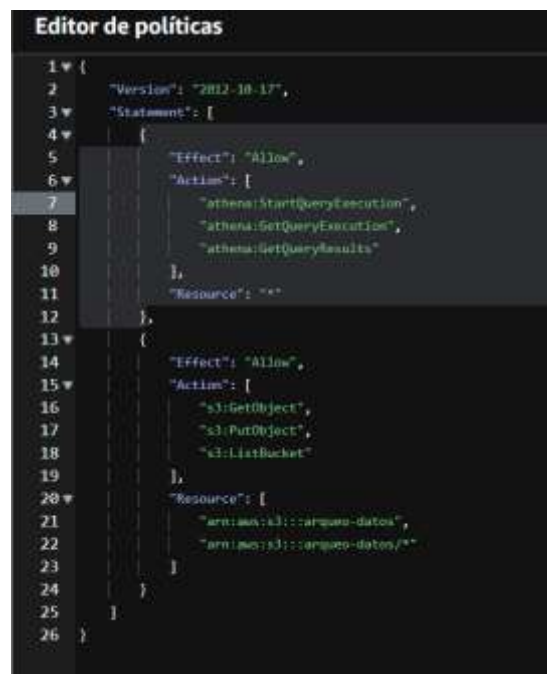 Editor de políticas
1 {
2 "Version": "2012-10-17",
3 "Statement": [
4 {
5 "Effect": "Allow",
6 "Action": [
7 "athena:StartQueryExecution",
8 "athena:GetQueryExecution",
9 "athena:GetQueryResults"
10 ],
11 "Resource": "*"
12 },
13 {
14 "Effect": "Allow",
15 "Action": [
16 "s3:GetObject",
17 "s3:PutObject",
18 "s3:ListBucket"
19 ],
20 "Resource": [
21 "arn:aws:s3:::arqueo-datos",
22 "arn:aws:s3:::arqueo-datos/*"
23 ]
24 }
25 ]
26 }